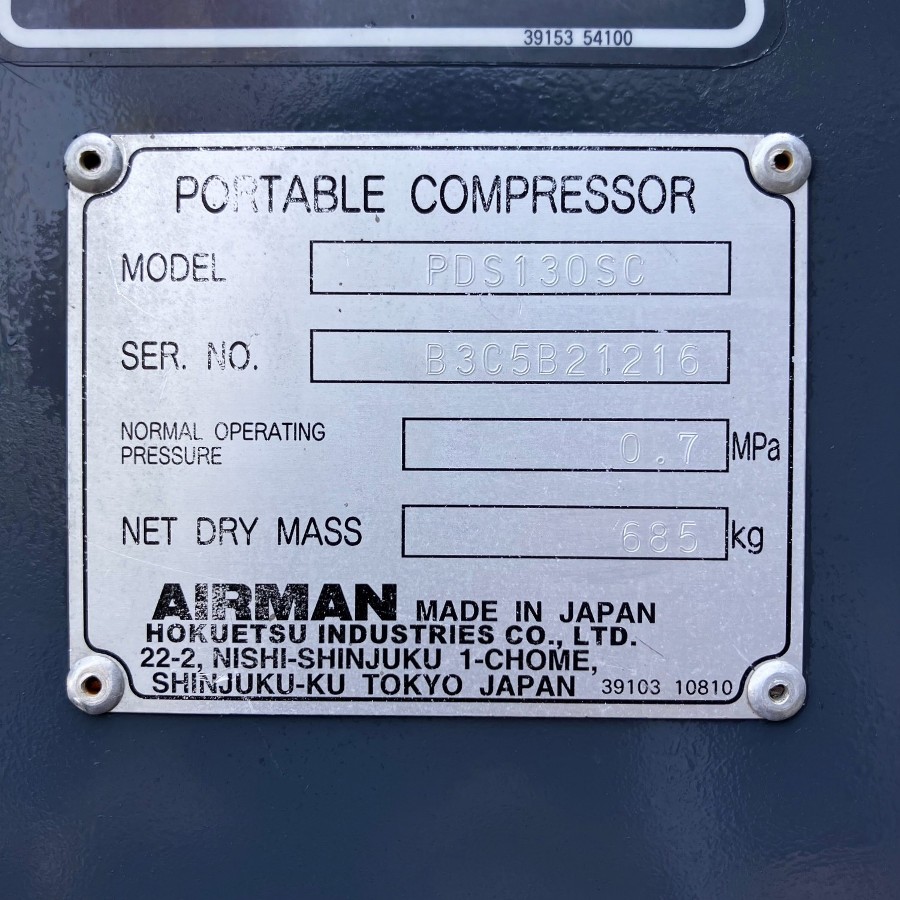 39153 54100
PORTABLE COMPRESSOR
MODEL PDS130SC
SER. NO. B3C5B21216
NORMAL OPERATING
PRESSURE 0.7 MPa
NET DRY MASS 685 kg
AIRMAN MADE IN JAPAN
HOKUETSU INDUSTRIES CO., LTD.
22-2, NISHI-SHINJUKU 1-CHOME,
SHINJUKU-KU TOKYO JAPAN 39103 10810